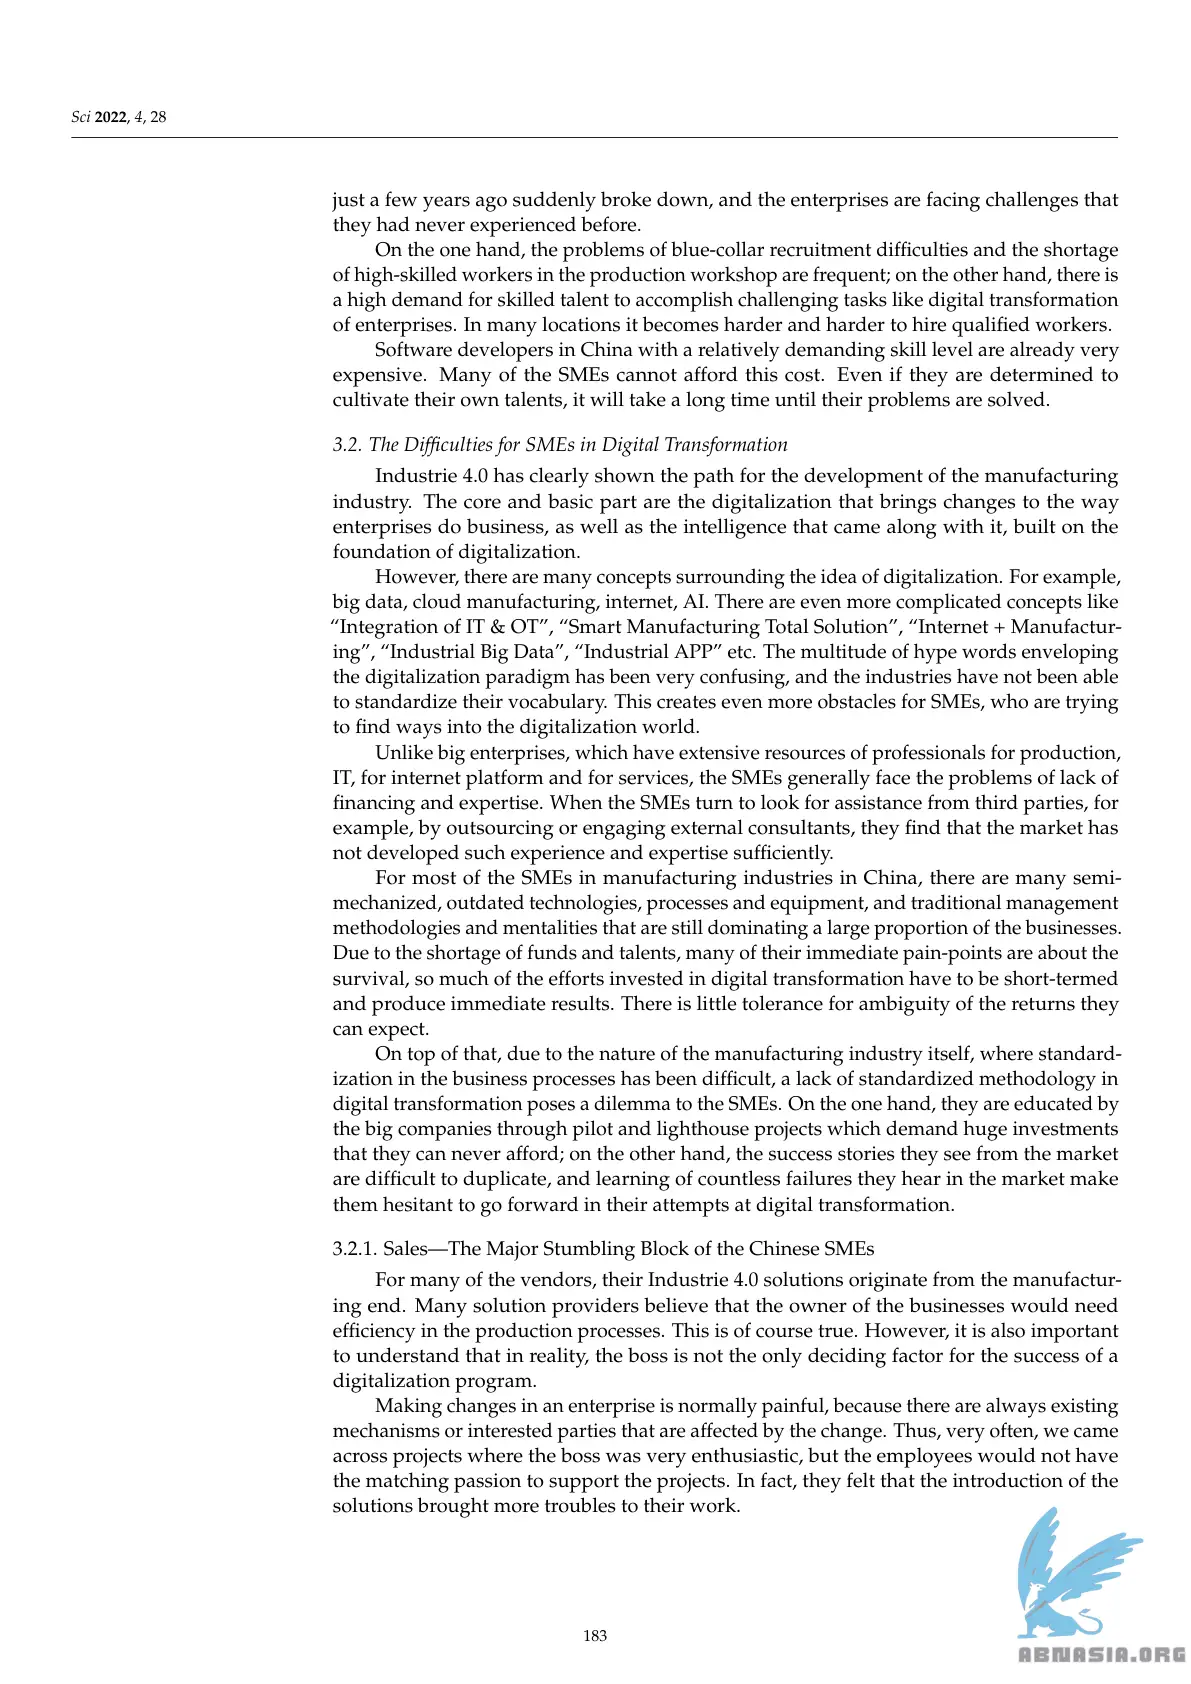 Sci 2022, 4, 28
just a few years ago suddenly broke down, and the enterprises are facing challenges that
they had never experienced before.
On the one hand, the problems of blue-collar recruitment difficulties and the shortage
of high-skilled workers in the production workshop are frequent; on the other hand, there is
a high demand for skilled talent to accomplish challenging tasks like digital transformation
of enterprises. In many locations it becomes harder and harder to hire qualified workers.
Software developers in China with a relatively demanding skill level are already very
expensive. Many of the SMEs cannot afford this cost. Even if they are determined to
cultivate their own talents, it will take a long time until their problems are solved.
3.2. The Difficulties for SMEs in Digital Transformation
Industrie 4.0 has clearly shown the path for the development of the manufacturing
industry. The core and basic part are the digitalization that brings changes to the way
enterprises do business, as well as the intelligence that came along with it, built on the
foundation of digitalization.
However, there are many concepts surrounding the idea of digitalization. For example,
big data, cloud manufacturing, internet, AI. There are even more complicated concepts like
“Integration of IT & OT”, “Smart Manufacturing Total Solution”, “Internet + Manufactur-
ing”, “Industrial Big Data”, “Industrial APP” etc. The multitude of hype words enveloping
the digitalization paradigm has been very confusing, and the industries have not been able
to standardize their vocabulary. This creates even more obstacles for SMEs, who are trying
to find ways into the digitalization world.
Unlike big enterprises, which have extensive resources of professionals for production,
IT, for internet platform and for services, the SMEs generally face the problems of lack of
financing and expertise. When the SMEs turn to look for assistance from third parties, for
example, by outsourcing or engaging external consultants, they find that the market has
not developed such experience and expertise sufficiently.
For most of the SMEs in manufacturing industries in China, there are many semi-
mechanized, outdated technologies, processes and equipment, and traditional management
methodologies and mentalities that are still dominating a large proportion of the businesses.
Due to the shortage of funds and talents, many of their immediate pain-points are about the
survival, so much of the efforts invested in digital transformation have to be short-termed
and produce immediate results. There is little tolerance for ambiguity of the returns they
can expect.
On top of that, due to the nature of the manufacturing industry itself, where standard-
ization in the business processes has been difficult, a lack of standardized methodology in
digital transformation poses a dilemma to the SMEs. On the one hand, they are educated by
the big companies through pilot and lighthouse projects which demand huge investments
that they can never afford; on the other hand, the success stories they see from the market
are difficult to duplicate, and learning of countless failures they hear in the market make
them hesitant to go forward in their attempts at digital transformation.
3.2.1. Sales—The Major Stumbling Block of the Chinese SMEs
For many of the vendors, their Industrie 4.0 solutions originate from the manufactur-
ing end. Many solution providers believe that the owner of the businesses would need
efficiency in the production processes. This is of course true. However, it is also important
to understand that in reality, the boss is not the only deciding factor for the success of a
digitalization program.
Making changes in an enterprise is normally painful, because there are always existing
mechanisms or interested parties that are affected by the change. Thus, very often, we came
across projects where the boss was very enthusiastic, but the employees would not have
the matching passion to support the projects. In fact, they felt that the introduction of the
solutions brought more troubles to their work.
183
ABNASIA.ORG